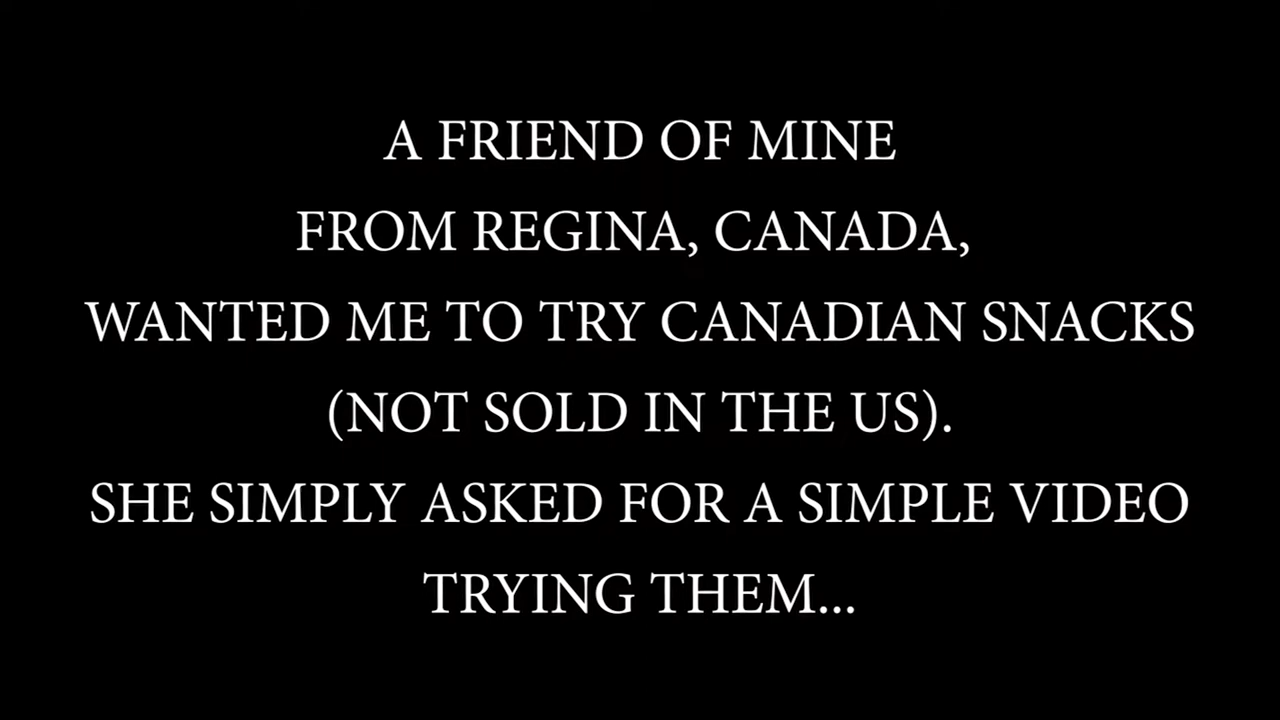 A FRIEND OF MINE
FROM REGINA, CANADA,
WANTED ME TO TRY CANADIAN SNACKS
(NOT SOLD IN THE US).
SHE SIMPLY ASKED FOR A SIMPLE VIDEO
TRYING THEM...